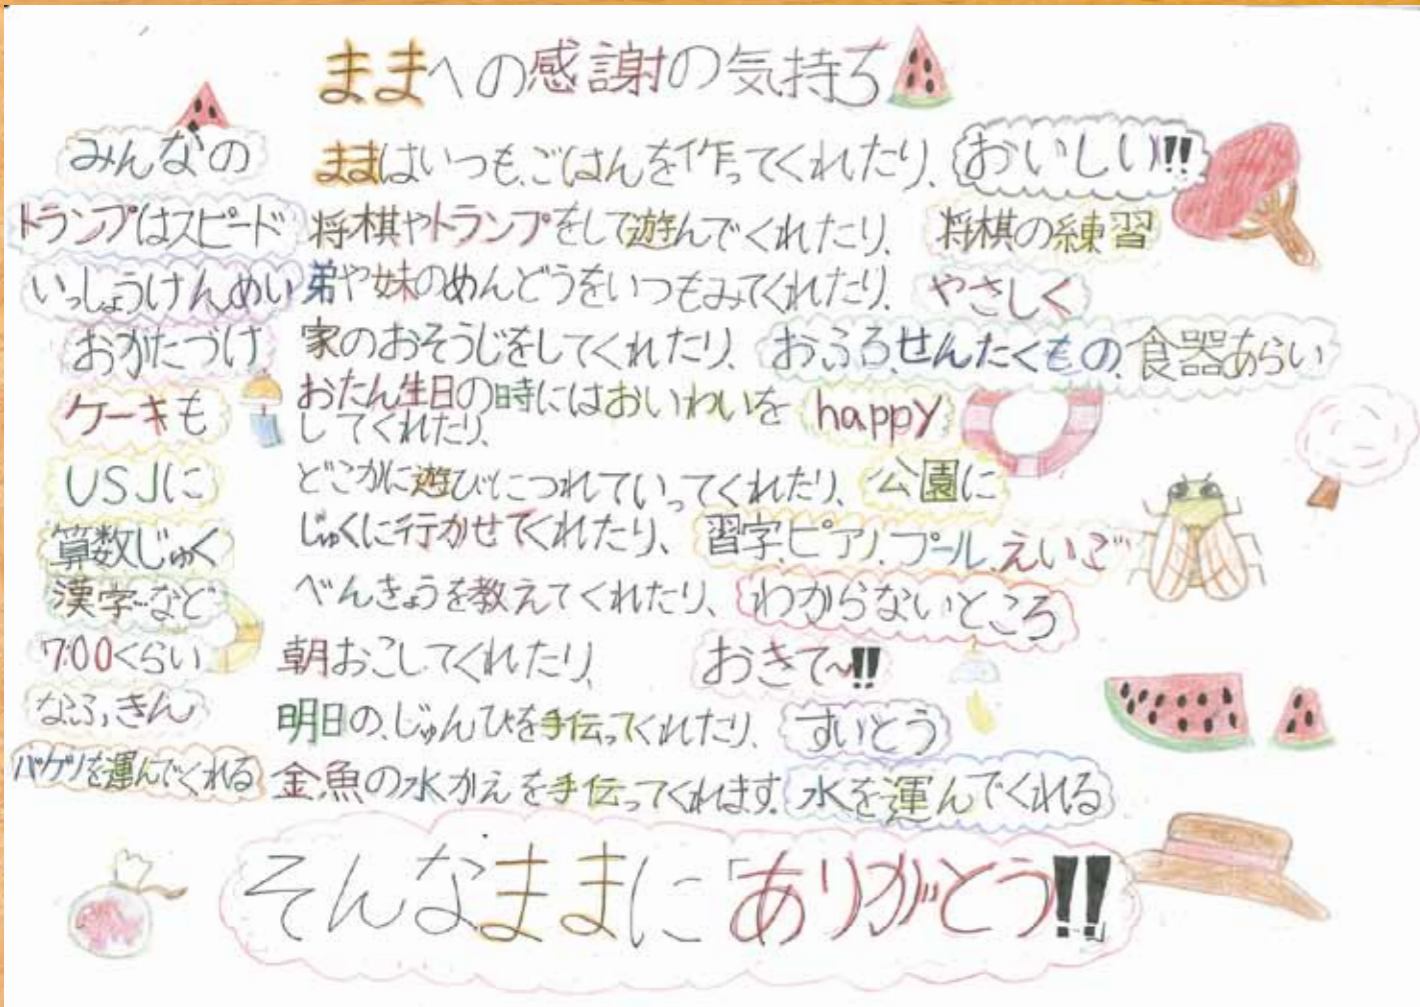 ままへの感謝の気持ち
みんなの ままはいつも、ごはんを作ってくれたり、 おいしい!!
トランプはスピード 将棋やトランプをして遊んでくれたり、 将棋の練習
いっしょうけんめい 弟や妹のめんどうをいつもみてくれたり、 やさしく
おかたづけ 家のおそうじをしてくれたり、 おふろ、せんたくもの、食器あらい
ケーキも おたん生日の時にはおいわいを happy
してくれたり、
USJに どこかに遊びにつれていってくれたり、 公園に
算数じゅく じゅくに行かせてくれたり、 習字、ピアノ、プール、えいご
漢字…など べんきょうを教えてくれたり、 わからないところ
7:00くらい 朝おこしてくれたり、 おきて〜!!
なふ,きん 明日の、じゅんびを手伝ってくれたり、 すいとう
バケツを運んでくれる 金魚の水かえを手伝ってくれます。 水を運んでくれる
そんなままに「ありがとう!!」